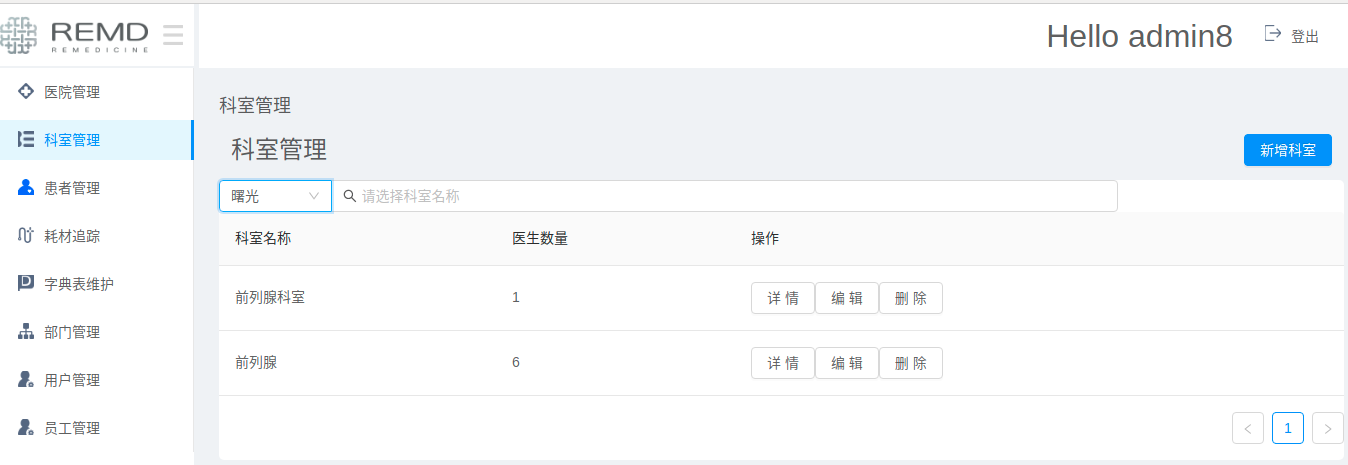 REMD
REMEDICINE
Hello admin8
登出
医院管理
科室管理
患者管理
耗材追踪
字典表维护
部门管理
用户管理
员工管理
科室管理
科室管理
新增科室
曙光
请选择科室名称
科室名称 医生数量 操作
前列腺科室 1 详 情 编 辑 删 除
前列腺 6 详 情 编 辑 删 除
< 1 >